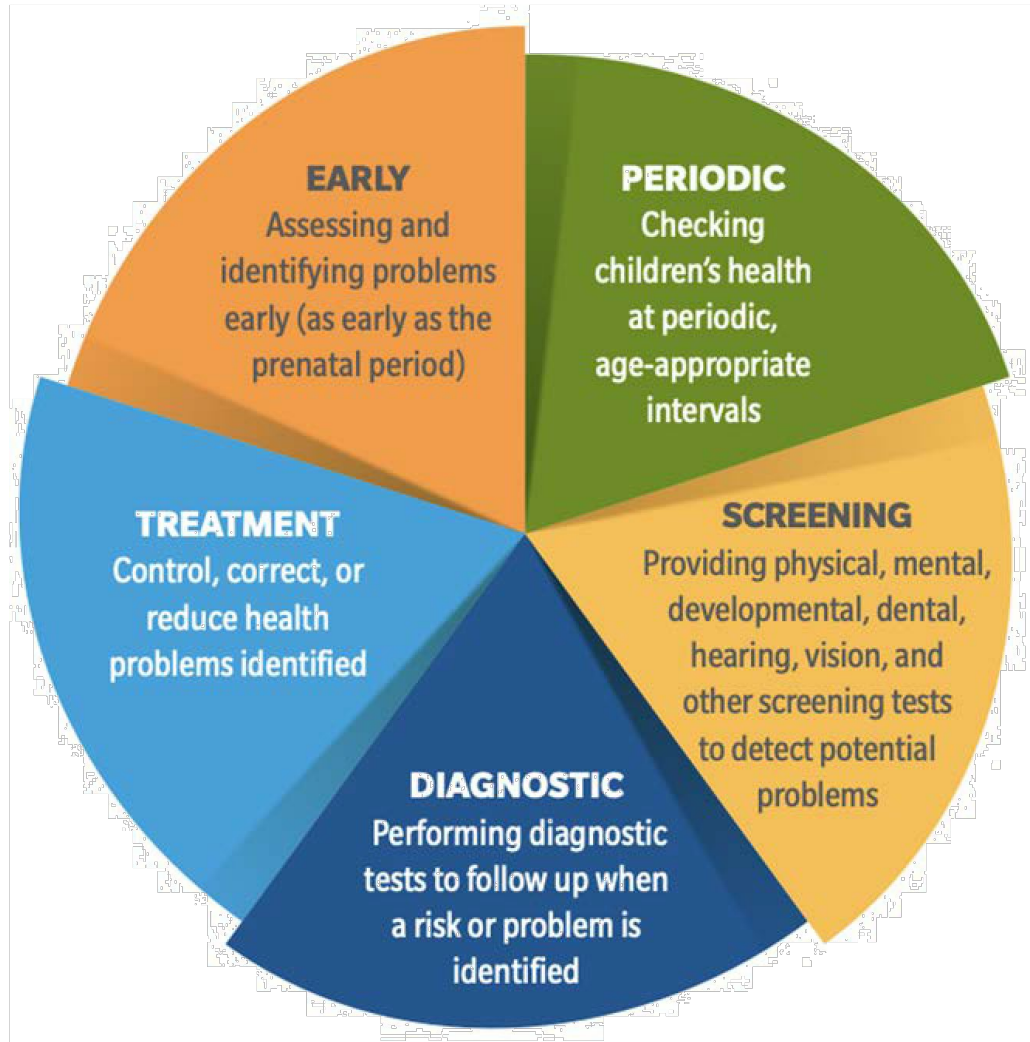 EARLY
Assessing and
identifying problems
early (as early as the
prenatal period)
PERIODIC
Checking
children's health
at periodic,
age-appropriate
intervals
SCREENING
Providing physical, mental,
developmental, dental,
hearing, vision, and
other screening tests
to detect potential
problems
DIAGNOSTIC
Performing diagnostic
tests to follow up when
a risk or problem is
identified
TREATMENT
Control, correct, or
reduce health
problems identified